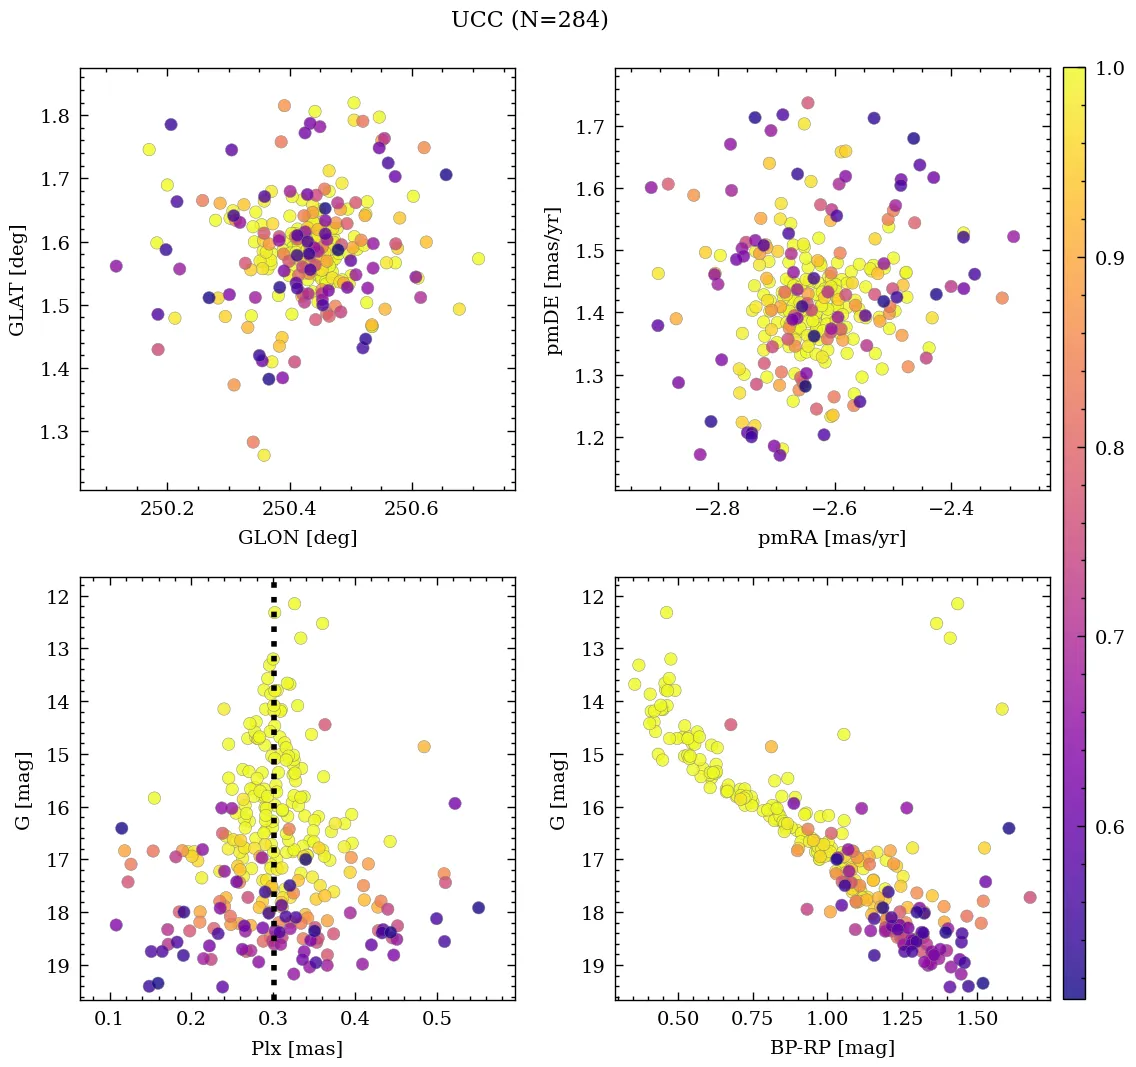 UCC (N=284)
1.8
1.7
1.6
1.5
1.4
1.3
GLAT [deg]
250.2 250.4 250.6
GLON [deg]
1.7
1.6
1.5
1.4
1.3
1.2
pmDE [mas/yr]
−2.8 −2.6 −2.4
pmRA [mas/yr]
1.0
0.9
0.8
0.7
0.6
12
13
14
15
16
17
18
19
G [mag]
0.1 0.2 0.3 0.4 0.5
Plx [mas]
12
13
14
15
16
17
18
19
G [mag]
0.50 0.75 1.00 1.25 1.50
BP-RP [mag]